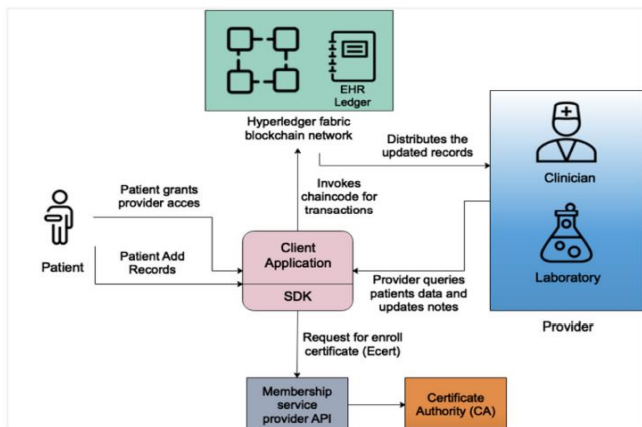 EHR
Ledger
Hyperledger fabric
blockchain network
Distributes the
updated records
Clinician
Invokes
chaincode for
transactions
Patient grants
provider acces
Patient
Patient Add
Records
Client
Application
SDK
Provider queries
patients data and
updates notes
Laboratory
Provider
Request for enroll
certificate (Ecert)
Membership
service
provider API
Certificate
Authority (CA)